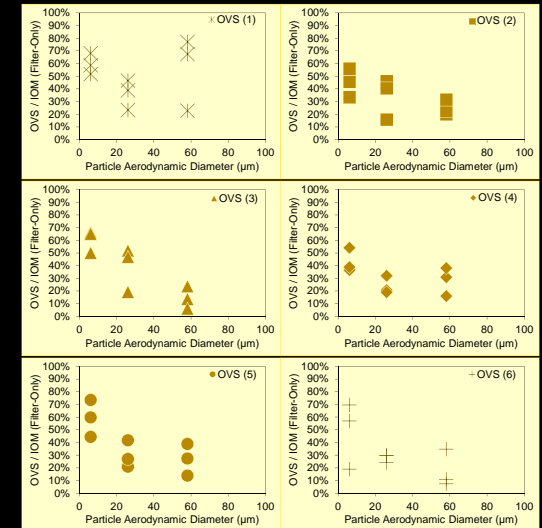 OVS (1)
OVS / IOM (Filter-Only)
100%
90%
80%
70%
60%
50%
40%
30%
20%
10%
0%
0 20 40 60 80 100
Particle Aerodynamic Diameter (µm)
OVS (2)
OVS / IOM (Filter-Only)
100%
90%
80%
70%
60%
50%
40%
30%
20%
10%
0%
0 20 40 60 80 100
Particle Aerodynamic Diameter (µm)
OVS (3)
OVS / IOM (Filter-Only)
100%
90%
80%
70%
60%
50%
40%
30%
20%
10%
0%
0 20 40 60 80 100
Particle Aerodynamic Diameter (µm)
OVS (4)
OVS / IOM (Filter-Only)
100%
90%
80%
70%
60%
50%
40%
30%
20%
10%
0%
0 20 40 60 80 100
Particle Aerodynamic Diameter (µm)
OVS (5)
OVS / IOM (Filter-Only)
100%
90%
80%
70%
60%
50%
40%
30%
20%
10%
0%
0 20 40 60 80 100
Particle Aerodynamic Diameter (µm)
OVS (6)
OVS / IOM (Filter-Only)
100%
90%
80%
70%
60%
50%
40%
30%
20%
10%
0%
0 20 40 60 80 100
Particle Aerodynamic Diameter (µm)